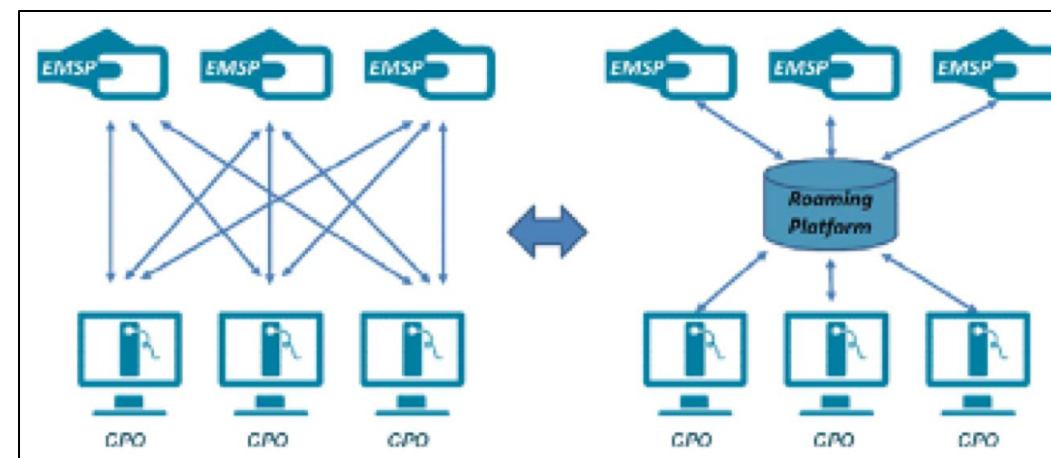 EMSP EMSP EMSP EMSP EMSP EMSP
Roaming
Platform
CPO CPO CPO CPO CPO CPO